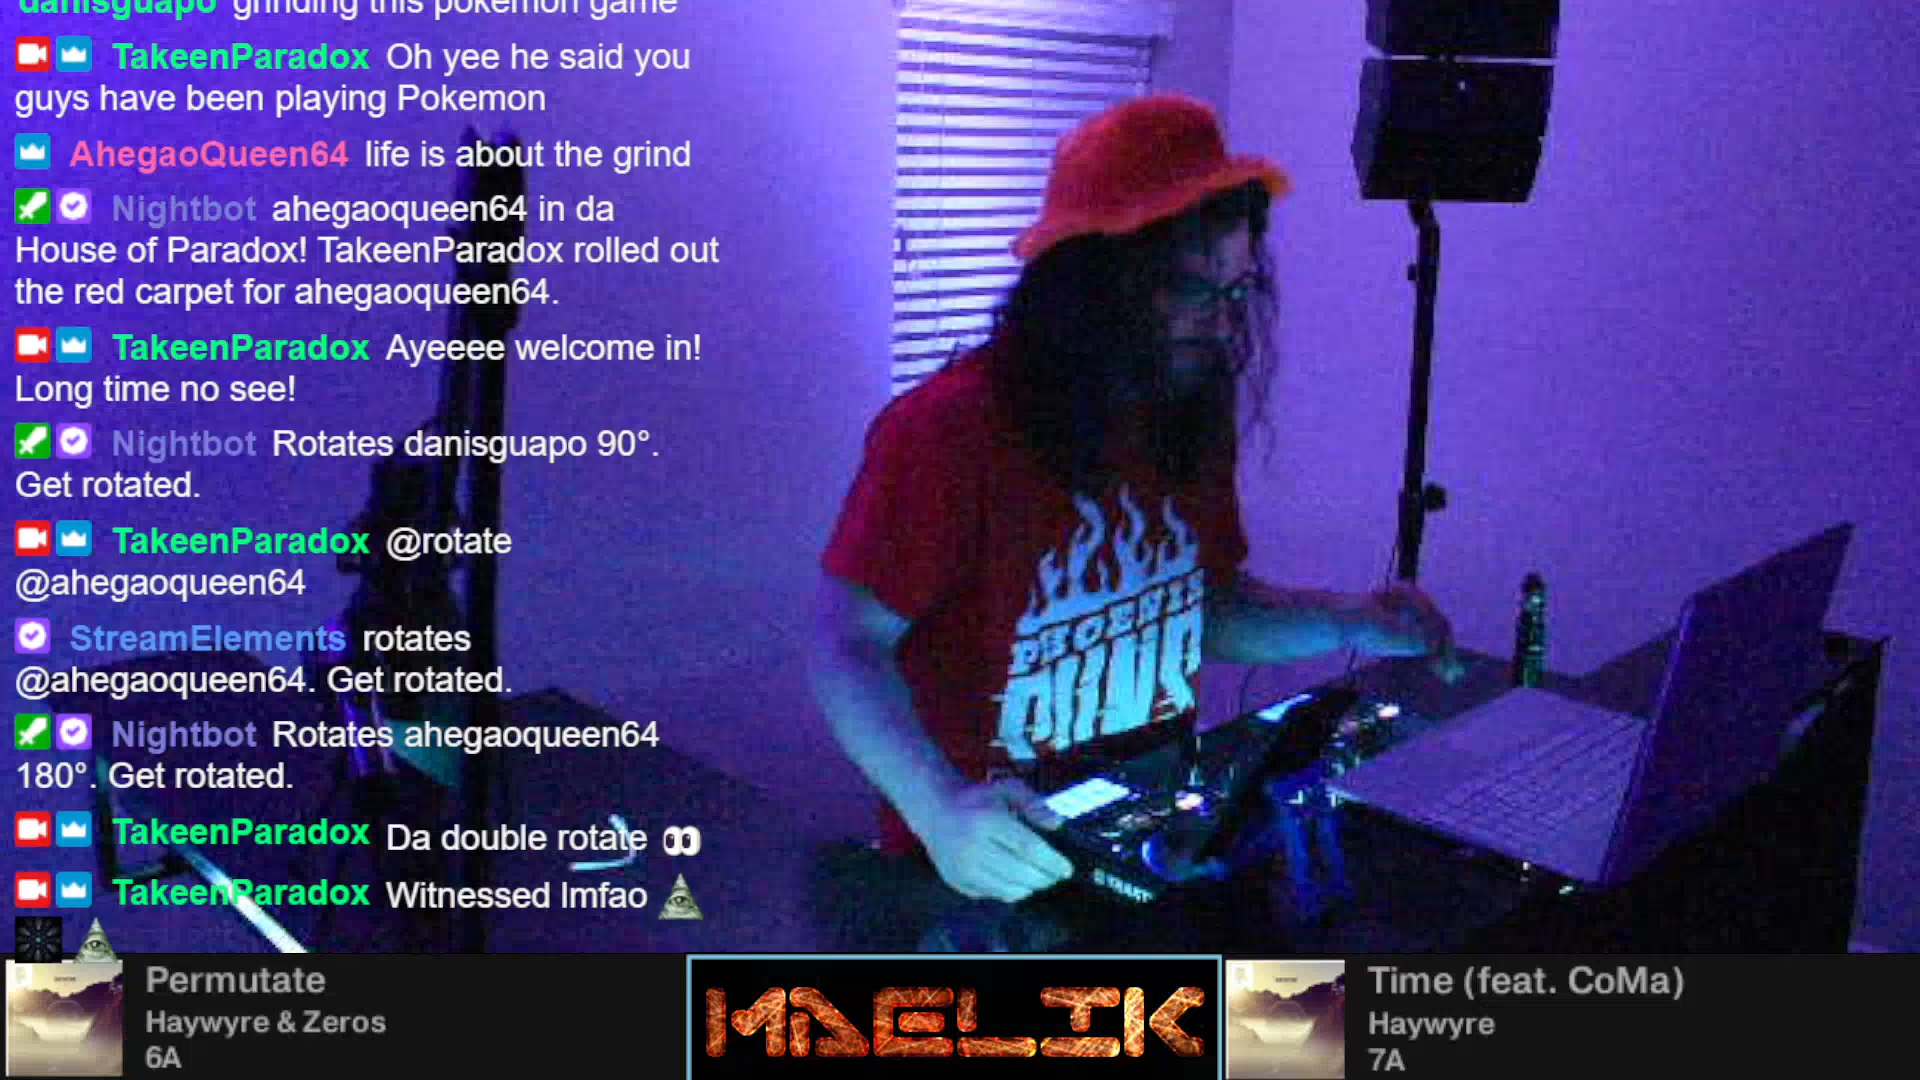 danisguapo grinding this pokemon game
TakeenParadox Oh yee he said you
guys have been playing Pokemon
AhegaoQueen64 life is about the grind
Nightbot ahegaoqueen64 in da
House of Paradox! TakeenParadox rolled out
the red carpet for ahegaoqueen64.
TakeenParadox Ayeeee welcome in!
Long time no see!
Nightbot Rotates danisguapo 90°.
Get rotated.
TakeenParadox @rotate
@ahegaoqueen64
StreamElements rotates
@ahegaoqueen64. Get rotated.
Nightbot Rotates ahegaoqueen64
180°. Get rotated.
TakeenParadox Da double rotate
TakeenParadox Witnessed lmfao
PHOENIX
Permutate
Haywyre & Zeros
6A
MAELIK
Time (feat. CoMa)
Haywyre
7A